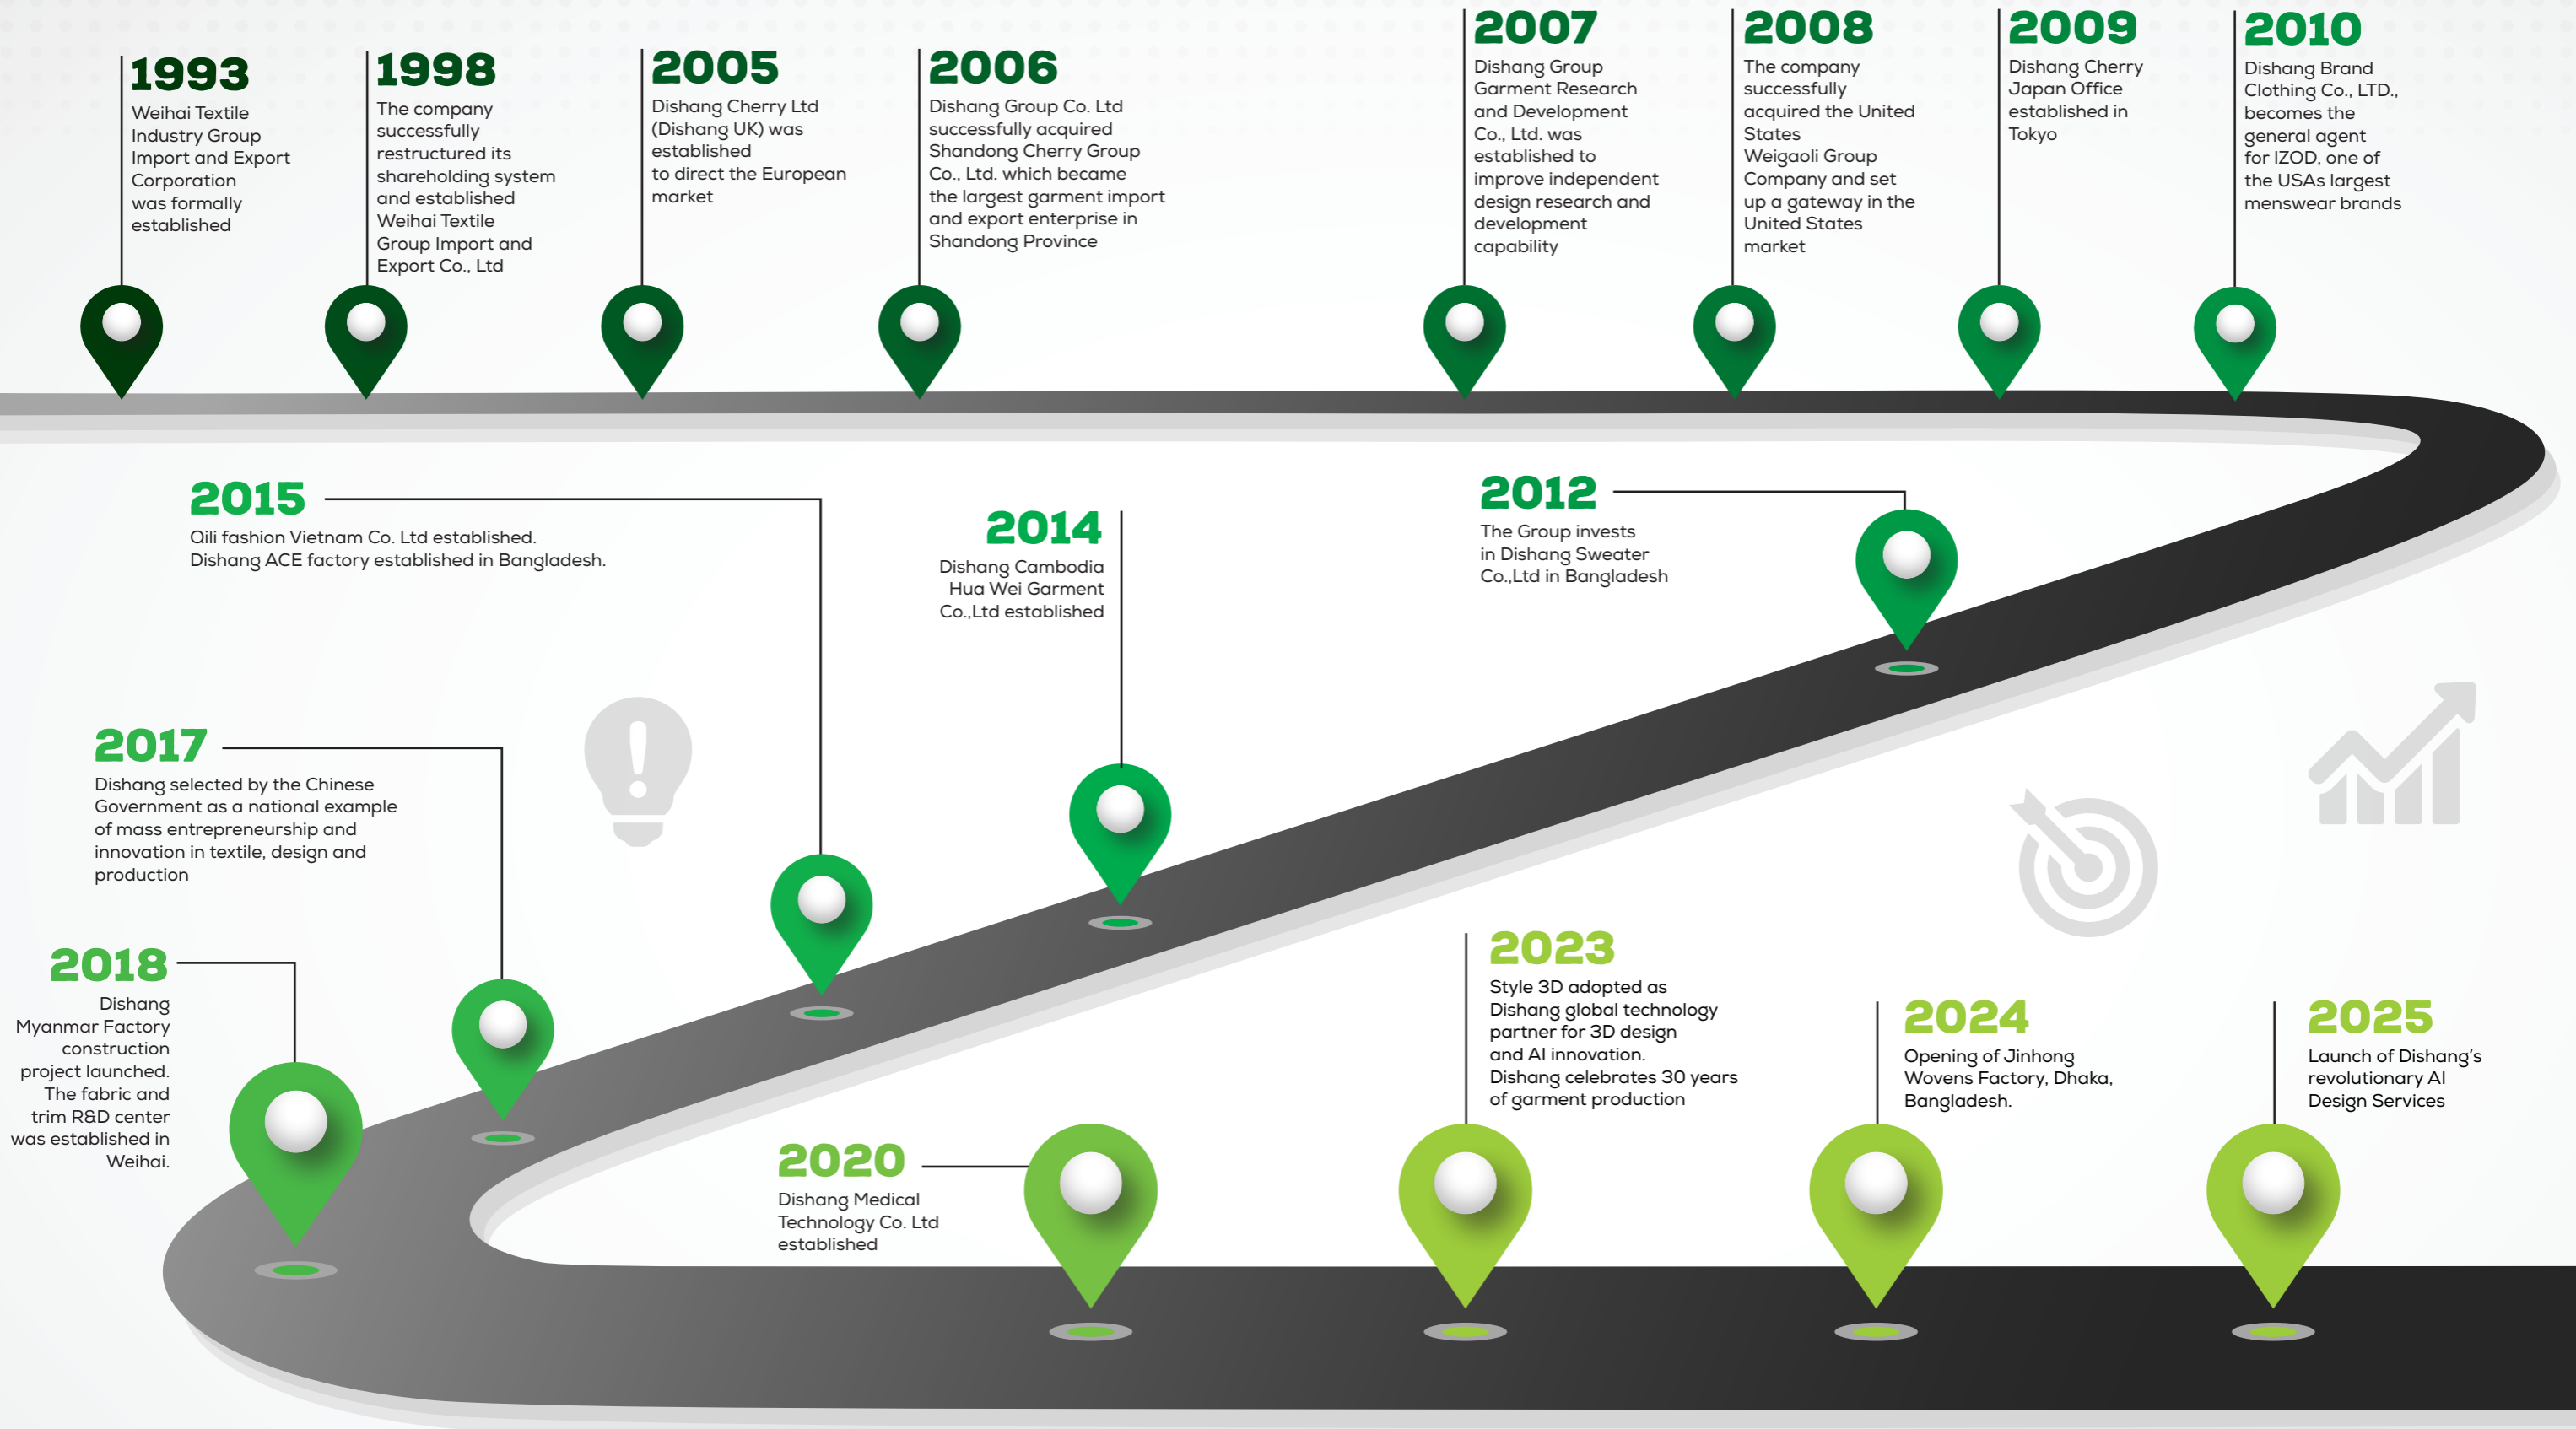 1993
Weihai Textile
Industry Group
Import and Export
Corporation
was formally
established
1998
The company
successfully
restructured its
shareholding system
and established
Weihai Textile
Group Import and
Export Co., Ltd
2005
Dishang Cherry Ltd
(Dishang UK) was
established
to direct the European
market
2006
Dishang Group Co. Ltd
successfully acquired
Shandong Cherry Group
Co., Ltd. which became
the largest garment import
and export enterprise in
Shandong Province
2007
Dishang Group
Garment Research
and Development
Co., Ltd. was
established to
improve independent
design research and
development
capability
2008
The company
successfully
acquired the United
States
Weigaoli Group
Company and set
up a gateway in the
United States
market
2009
Dishang Cherry
Japan Office
established in
Tokyo
2010
Dishang Brand
Clothing Co., LTD.,
becomes the
general agent
for IZOD, one of
the USAs largest
menswear brands
2012
The Group invests
in Dishang Sweater
Co.,Ltd in Bangladesh
2014
Dishang Cambodia
Hua Wei Garment
Co.,Ltd established
2015
Qili fashion Vietnam Co. Ltd established.
Dishang ACE factory established in Bangladesh.
2017
Dishang selected by the Chinese
Government as a national example
of mass entrepreneurship and
innovation in textile, design and
production
2018
Dishang
Myanmar Factory
construction
project launched.
The fabric and
trim R&D center
was established in
Weihai.
2020
Dishang Medical
Technology Co. Ltd
established
2023
Style 3D adopted as
Dishang global technology
partner for 3D design
and AI innovation.
Dishang celebrates 30 years
of garment production
2024
Opening of Jinhong
Wovens Factory, Dhaka,
Bangladesh.
2025
Launch of Dishang’s
revolutionary AI
Design Services